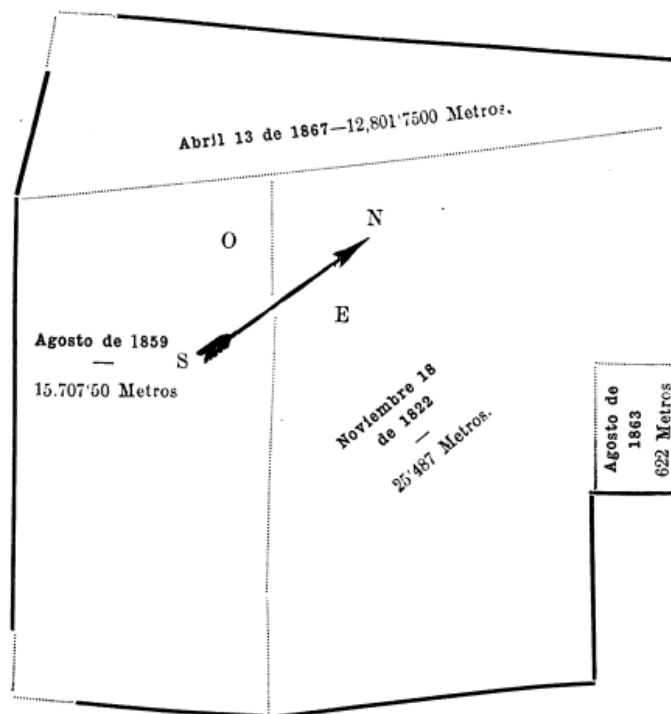 Abril 13 de 1867—12,801'7500 Metros.
O
N
E
S
Agosto de 1859
—
15.707'50 Metros
Noviembre 18
de 1822
—
25'487 Metros.
Agosto de
1863
622 Metros